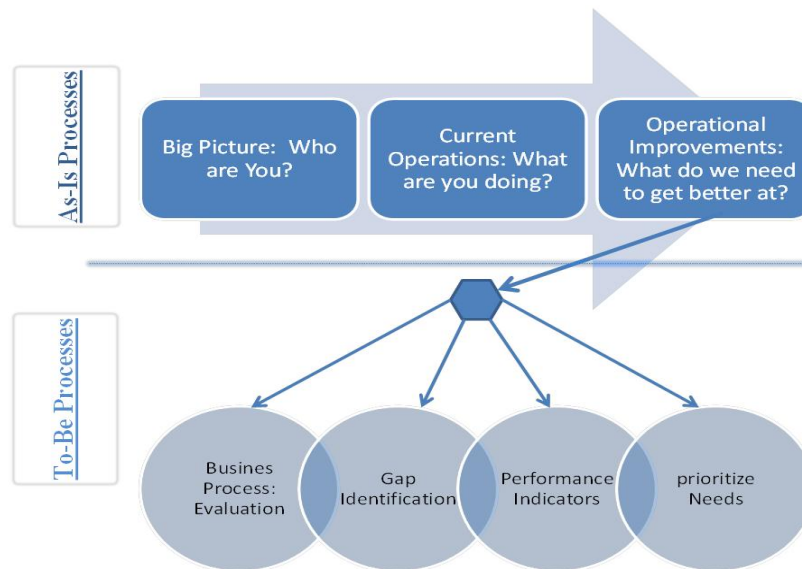 As-Is Processes
Big Picture:  Who
are You?
Current
Operations: What
are you doing?
Operational
Improvements:
What do we need
to get better at?
To-Be Processes
Busines
Process:
Evaluation
Gap
Identification
Performance
Indicators
prioritize
Needs